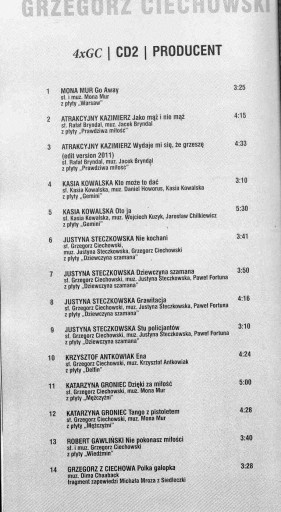 GRZEGORZ CIECHOWSKI
4xGC | CD2 | PRODUCENT
1 MONA MUR Go Away 3:25
sł. i muz. Mona Mur
z płyty „Warsaw"
2 ATRAKCYJNY KAZIMIERZ Jako mąż i nie mąż 4:15
sł. Rafał Bryndal, muz. Jacek Bryndal
z płyty „Prawdziwa miłość"
3 ATRAKCYJNY KAZIMIERZ Wydaje mi się, że grzeszę 4:33
(edit version 2011)
sł. Rafał Bryndal, muz. Jacek Bryndal
z płyty „Prawdziwa miłość"
4 KASIA KOWALSKA Kto może to dać 3:10
sł. Kasia Kowalska, muz. Daniel Howorus, Kasia Kowalska
z płyty „Gemini"
5 KASIA KOWALSKA Oto ja 5:30
sł. Kasia Kowalska, muz. Wojciech Kuzyk, Jarosław Chilkiewicz
z płyty „Gemini"
6 JUSTYNA STECZKOWSKA Nie kochani 3:41
sł. Grzegorz Ciechowski,
muz. Justyna Steczkowska, Grzegorz Ciechowski
z płyty „Dziewczyna szamana"
7 JUSTYNA STECZKOWSKA Dziewczyna szamana 3:50
sł. Grzegorz Ciechowski, muz. Justyna Steczkowska, Paweł Fortuna
z płyty „Dziewczyna szamana"
8 JUSTYNA STECZKOWSKA Grawitacja 4:16
sł. Grzegorz Ciechowski, muz. Justyna Steczkowska, Paweł Fortuna
z płyty „Dziewczyna szamana"
9 JUSTYNA STECZKOWSKA Stu policjantów 3:10
sł. Grzegorz Ciechowski, muz. Justyna Steczkowska, Paweł Fortuna
z płyty „Dziewczyna szamana"
10 KRZYSZTOF ANTKOWIAK Ena 4:24
sł. Grzegorz Ciechowski, muz. Krzysztof Antkowiak
z płyty „Delfin"
11 KATARZYNA GRONIEC Dzięki za miłość 5:00
sł. Grzegorz Ciechowski, muz. Mona Mur
z płyty „Mężczyźni"
12 KATARZYNA GRONIEC Tango z pistoletem 4:28
sł. Grzegorz Ciechowski, muz. Mona Mur
z płyty „Mężczyźni"
13 ROBERT GAWLIŃSKI Nie pokonasz miłości 3:40
sł. i muz. Grzegorz Ciechowski
z płyty „Wiedźmin"
14 GRZEGORZ Z CIECHOWA Polka galopka 3:28
muz. Dima Chaaback
fragment zapowiedzi Michała Mroza z Siedleczki